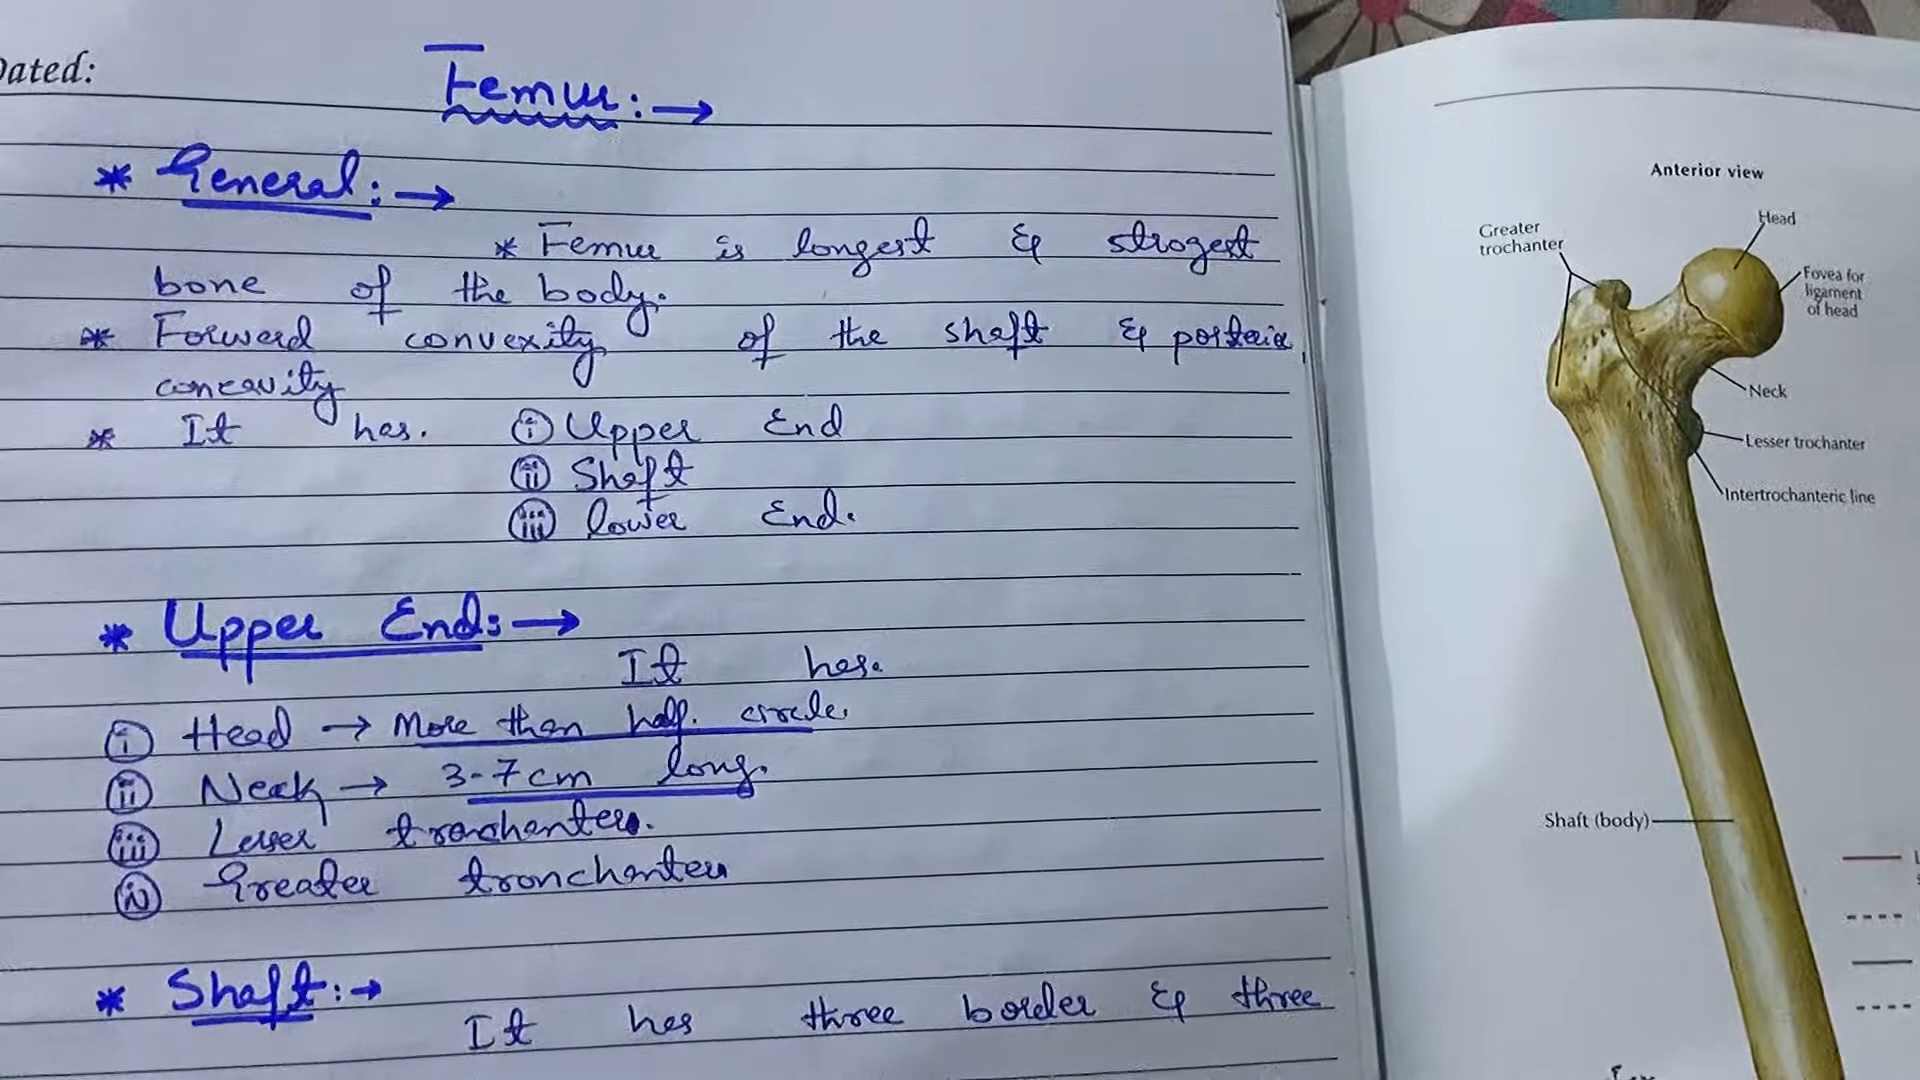 Dated:
Femur:→
* General:→
* Femur is longest & strogest
bone of the body.
* Forward convexity of the shaft & posterior
concavity
* It has. (i) Upper End
(ii) Shaft
(iii) lower End.
* Upper End:→
It has.
(i) Head → More than half. circle.
(ii) Neck → 3-7cm long.
(iii) Lesser trochanter.
(iv) Greater tronchanter
* Shaft:→
It has three border & three
Anterior view
Head
Greater
trochanter
Fovea for
ligament
of head
Neck
Lesser trochanter
Intertrochanteric line
Shaft (body)